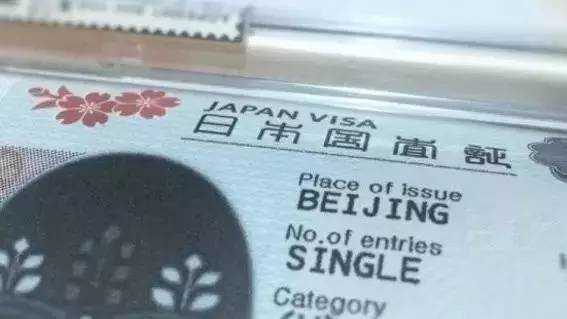 JAPAN VISA
日本国査証
Place of issue
BEIJING
No.of entries
SINGLE
Category